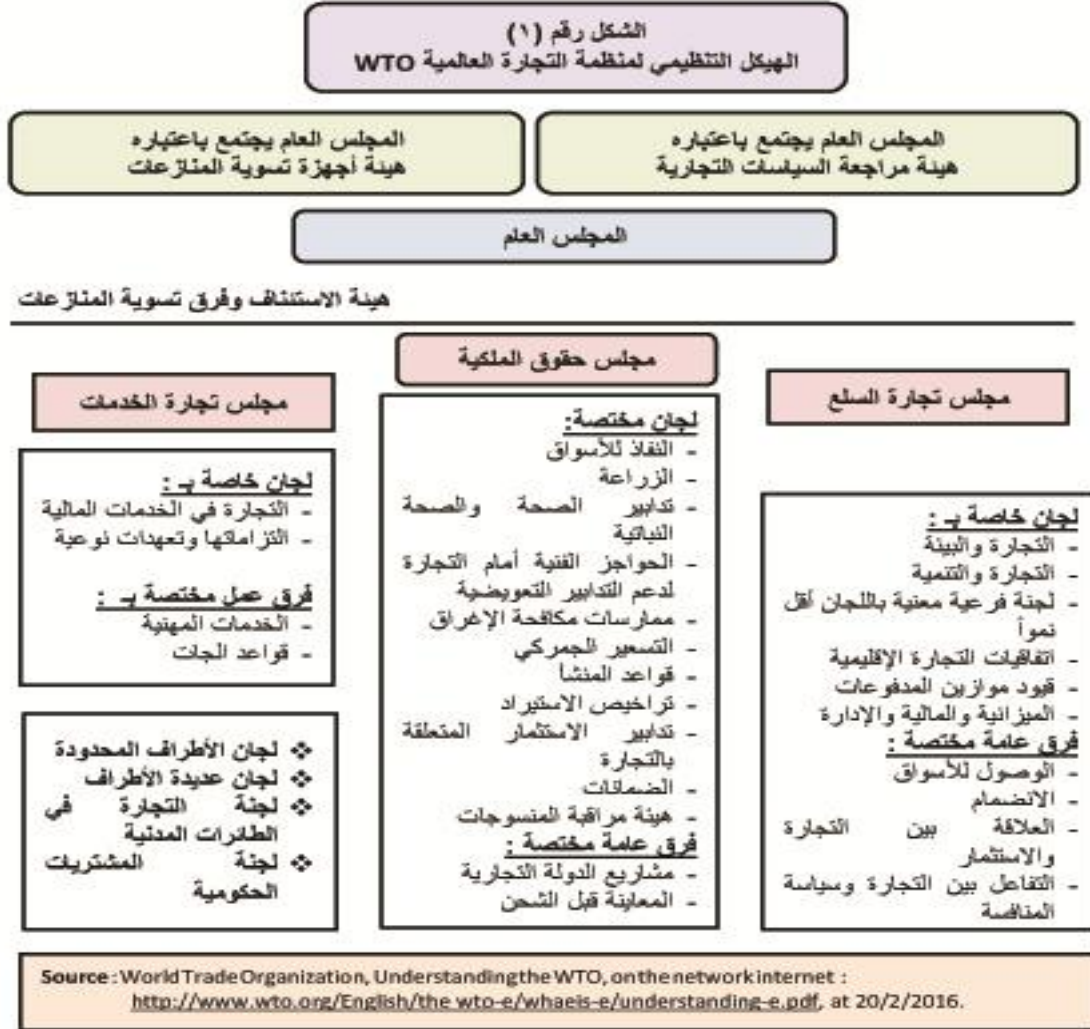 الشكل رقم (١)
الهيكل التنظيمي لمنظمة التجارة العالمية WTO
المجلس العام يجتمع باعتباره
هيئة مراجعة السياسات التجارية
المجلس العام يجتمع باعتباره
هيئة أجهزة تسوية المنازعات
المجلس العام
هيئة الاستئناف وفرق تسوية المنازعات
مجلس تجارة السلع
لجان خاصة بـ :
- التجارة والبيئة
- التجارة والتنمية
- لجنة فرعية معنية باللجان أقل
نمواً
- اتفاقيات التجارة الإقليمية
- قيود موازين المدفوعات
- الميزانية والمالية والإدارة
فرق عامة مختصة :
- الوصول للأسواق
- الانضمام
- العلاقة بين التجارة
والاستثمار
- التفاعل بين التجارة وسياسة
المنافسة
مجلس حقوق الملكية
لجان مختصة:
- النفاذ للأسواق
- الزراعة
- تدابير الصحة والصحة
النباتية
- الحواجز الفنية أمام التجارة
لدعم التدابير التعويضية
- ممارسات مكافحة الإغراق
- التسعير الجمركي
- قواعد المنشأ
- تراخيص الاستيراد
- تدابير الاستثمار المتعلقة
بالتجارة
- الضمانات
- هيئة مراقبة المنسوجات
فرق عامة مختصة :
- مشاريع الدولة التجارية
- المعاينة قبل الشحن
مجلس تجارة الخدمات
لجان خاصة بـ :
- التجارة في الخدمات المالية
- التزاماتها وتعهدات نوعية
فرق عمل مختصة بـ :
- الخدمات المهنية
- قواعد الجات
❖ لجان الأطراف المحدودة
❖ لجان عديدة الأطراف
❖ لجنة التجارة في
الطائرات المدنية
❖ لجنة المشتريات
الحكومية
Source : World Trade Organization, Understanding the WTO, on the network internet :
http://www.wto.org/English/the wto-e/whaeis-e/understanding-e.pdf, at 20/2/2016.